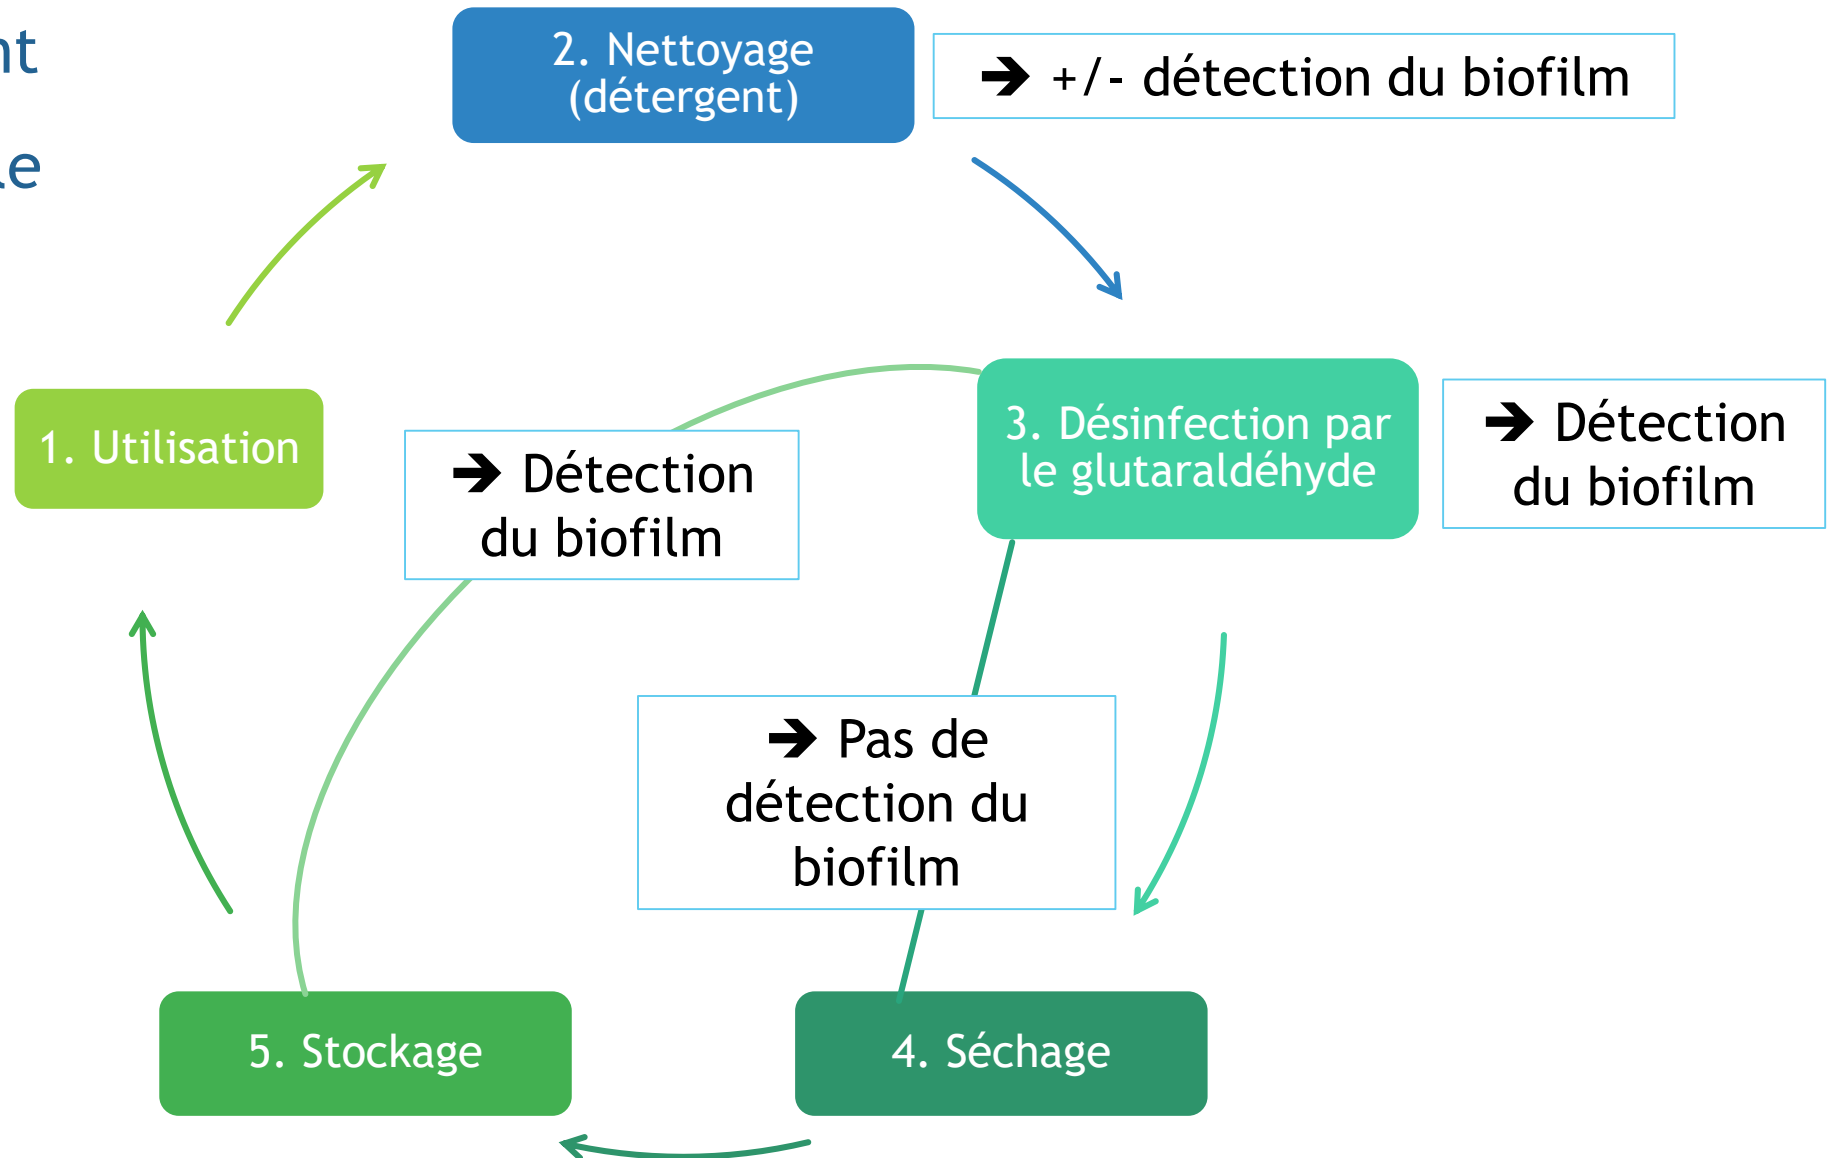 2. Nettoyage
(détergent)
➔ +/- détection du biofilm
1. Utilisation
➔ Détection
du biofilm
3. Désinfection par
le glutaraldéhyde
➔ Détection
du biofilm
➔ Pas de
détection du
biofilm
5. Stockage
4. Séchage